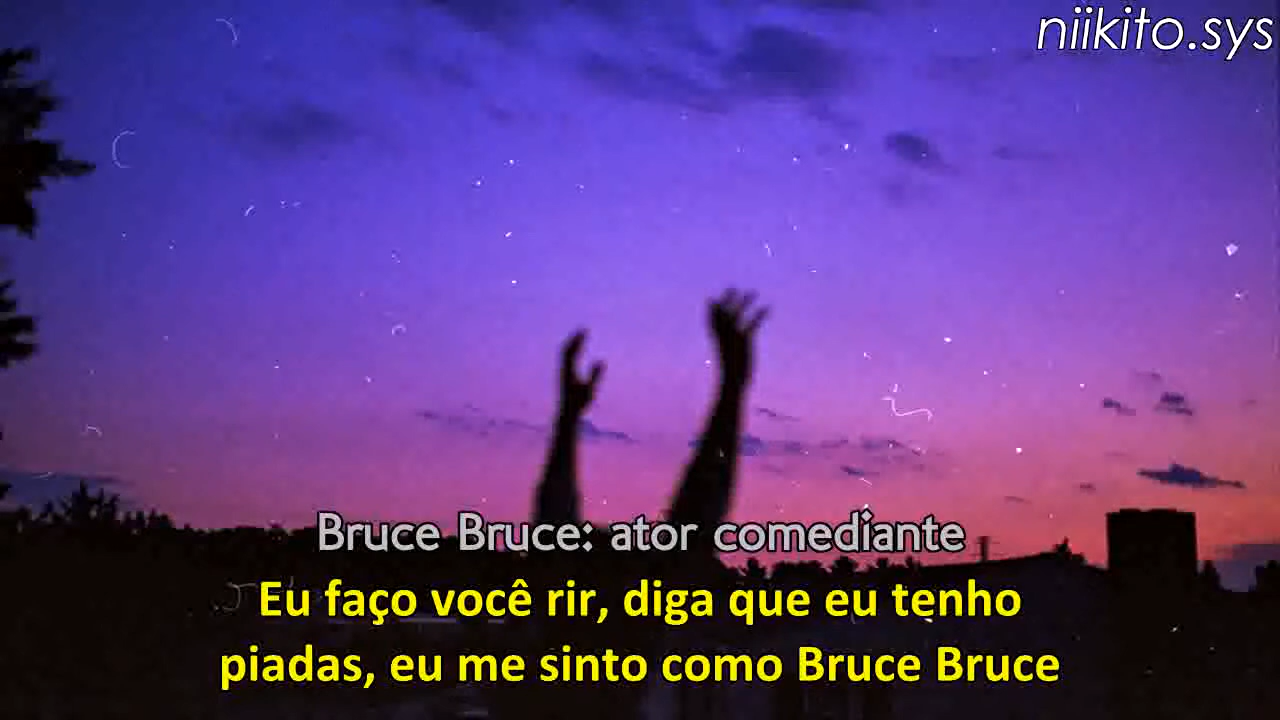 niikito.sys
Bruce Bruce: ator comediante
Eu faço você rir, diga que eu tenho
piadas, eu me sinto como Bruce Bruce